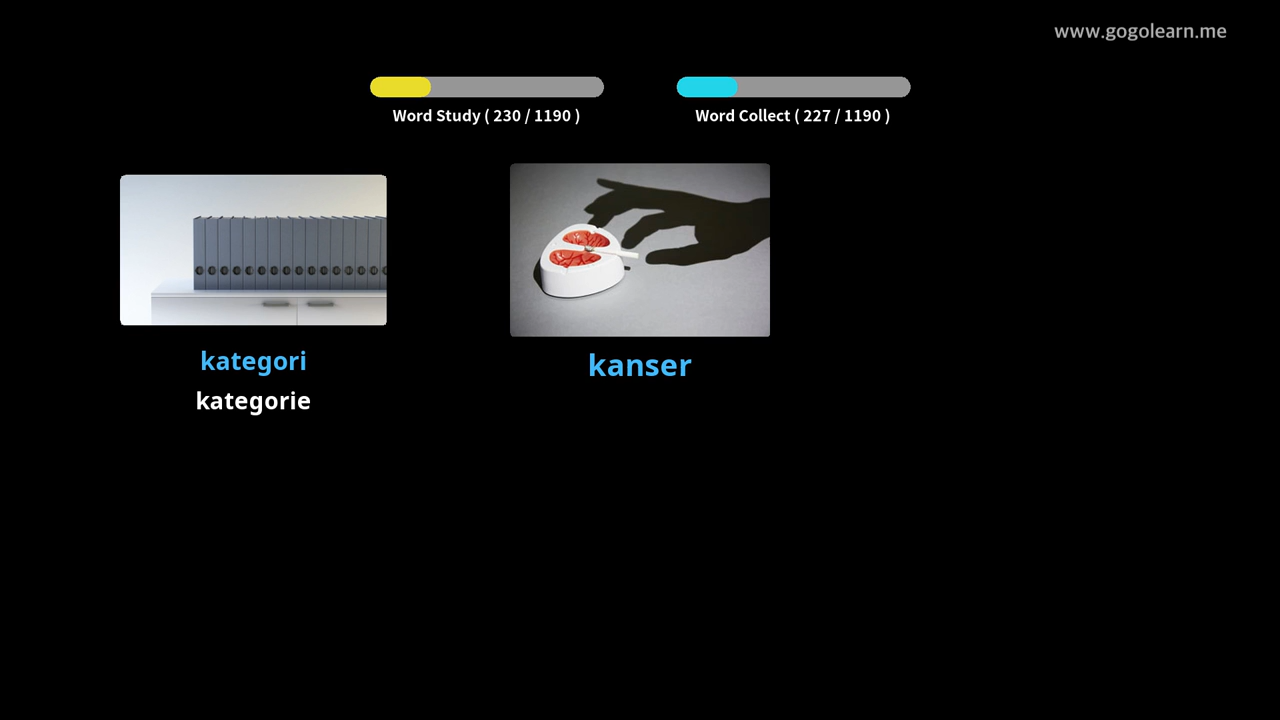 www.gogolearn.me
Word Study ( 230 / 1190 )
Word Collect ( 227 / 1190 )
kategori
kategorie
kanser